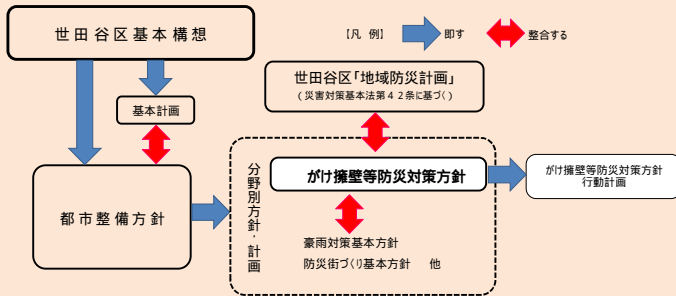 世田谷区基本構想
【凡 例】
即す
整合する
世田谷区「地域防災計画」
(災害対策基本法第42条に基づく)
基本計画
都市整備方針
分野別方針・計画
がけ擁壁等防災対策方針
がけ擁壁等防災対策方針
行動計画
豪雨対策基本方針
防災街づくり基本方針 他